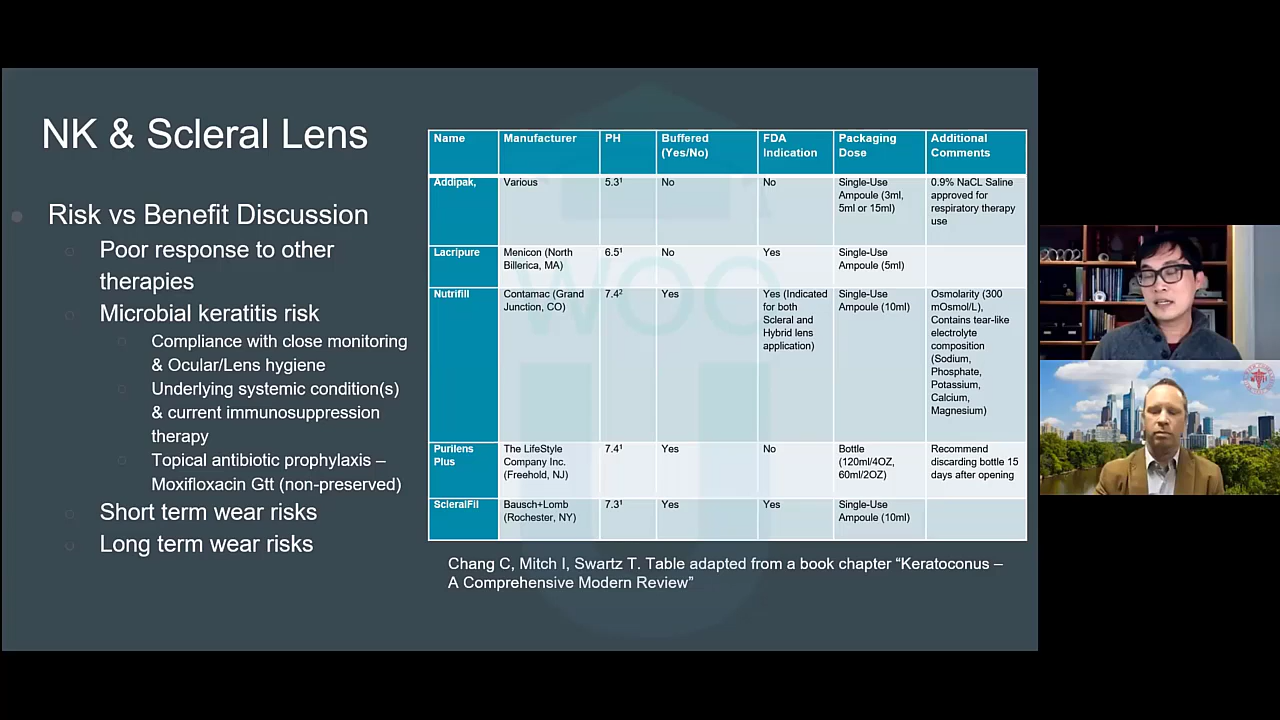 NK & Scleral Lens
Risk vs Benefit Discussion
Poor response to other
therapies
Microbial keratitis risk
Compliance with close monitoring
& Ocular/Lens hygiene
Underlying systemic condition(s)
& current immunosuppression
therapy
Topical antibiotic prophylaxis –
Moxifloxacin Gtt (non-preserved)
Short term wear risks
Long term wear risks
Name Manufacturer PH Buffered FDA Packaging Additional
(Yes/No) Indication Dose Comments
Addipak, Various 5.3¹ No No Single-Use 0.9% NaCL Saline
Ampoule (3ml, approved for
5ml or 15ml) respiratory therapy
use
Lacripure Menicon (North 6.5¹ No Yes Single-Use
Billerica, MA) Ampoule (5ml)
Nutrifill Contamac (Grand 7.4² Yes Yes (Indicated Single-Use Osmolarity (300
Junction, CO) for both Ampoule (10ml) mOsmol/L),
Scleral and Contains tear-like
Hybrid lens electrolyte
application) composition
(Sodium,
Phosphate,
Potassium,
Calcium,
Magnesium)
Purilens The LifeStyle 7.4¹ Yes No Bottle Recommend
Plus Company Inc. (120ml/4OZ, discarding bottle 15
(Freehold, NJ) 60ml/2OZ) days after opening
ScleralFil Bausch+Lomb 7.3¹ Yes Yes Single-Use
(Rochester, NY) Ampoule (10ml)
WOO
U
Chang C, Mitch I, Swartz T. Table adapted from a book chapter “Keratoconus –
A Comprehensive Modern Review”